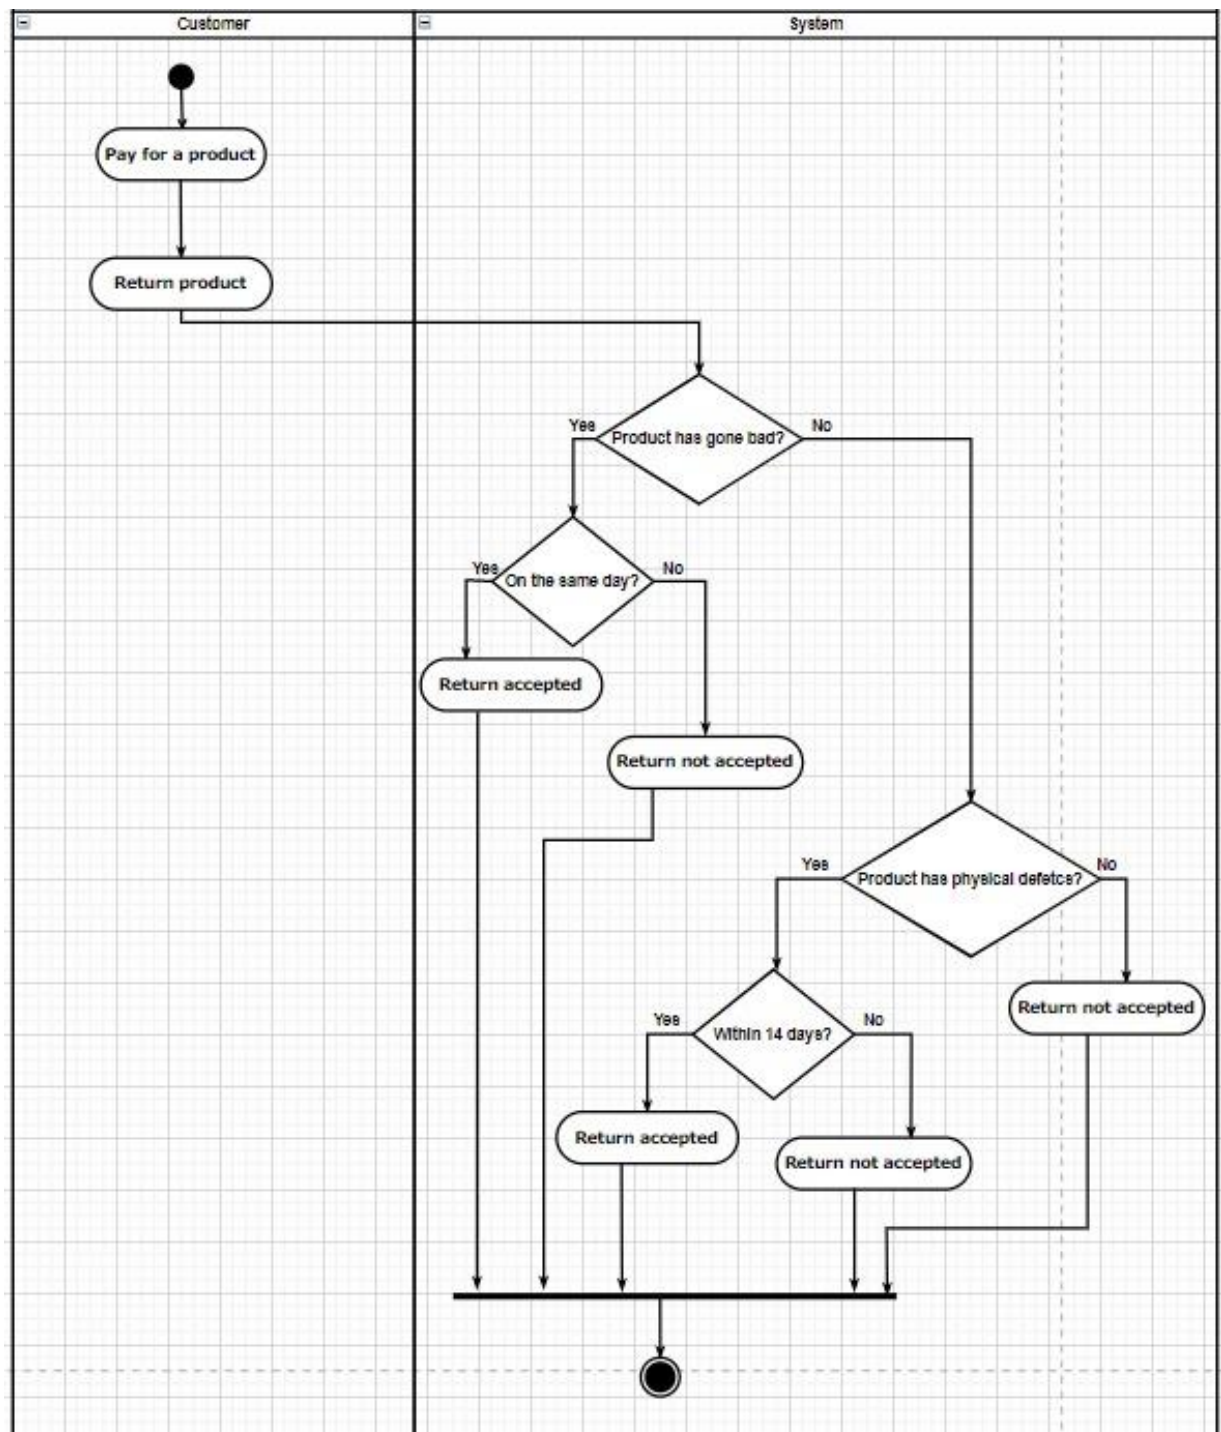 Customer
System
Pay for a product
Return product
Yes
No
Product has gone bad?
Yes
No
On the same day?
Return accepted
Return not accepted
Yes
No
Product has physical defetcs?
Return not accepted
Yes
No
Within 14 days?
Return accepted
Return not accepted